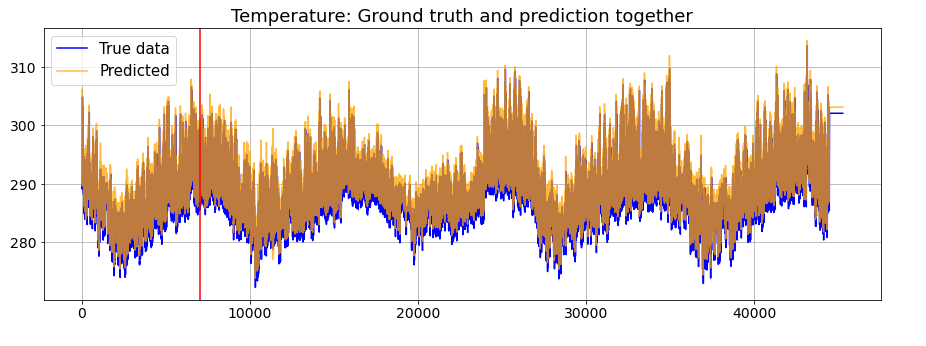 Temperature: Ground truth and prediction together
True data
Predicted
310
300
290
280
0 10000 20000 30000 40000